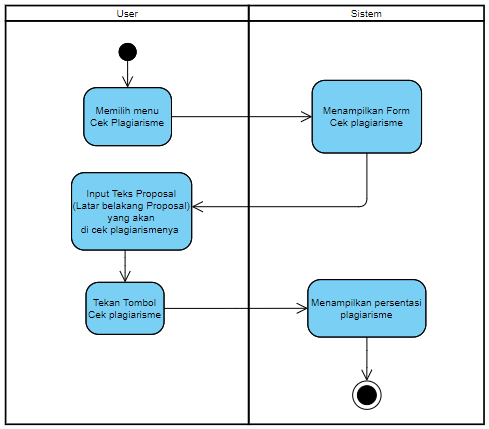 User
Sistem
Memilih menu
Cek Plagiarisme
Menampilkan Form
Cek plagiarisme
Input Teks Proposal
(Latar belakang Proposal)
yang akan
di cek plagiarismenya
Tekan Tombol
Cek plagiarisme
Menampilkan persentasi
plagiarisme